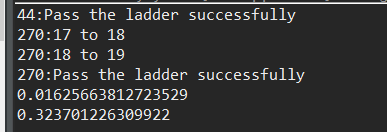 44:Pass the ladder successfully
270:17 to 18
270:18 to 19
270:Pass the ladder successfully
0.01625663812723529
0.323701226309922